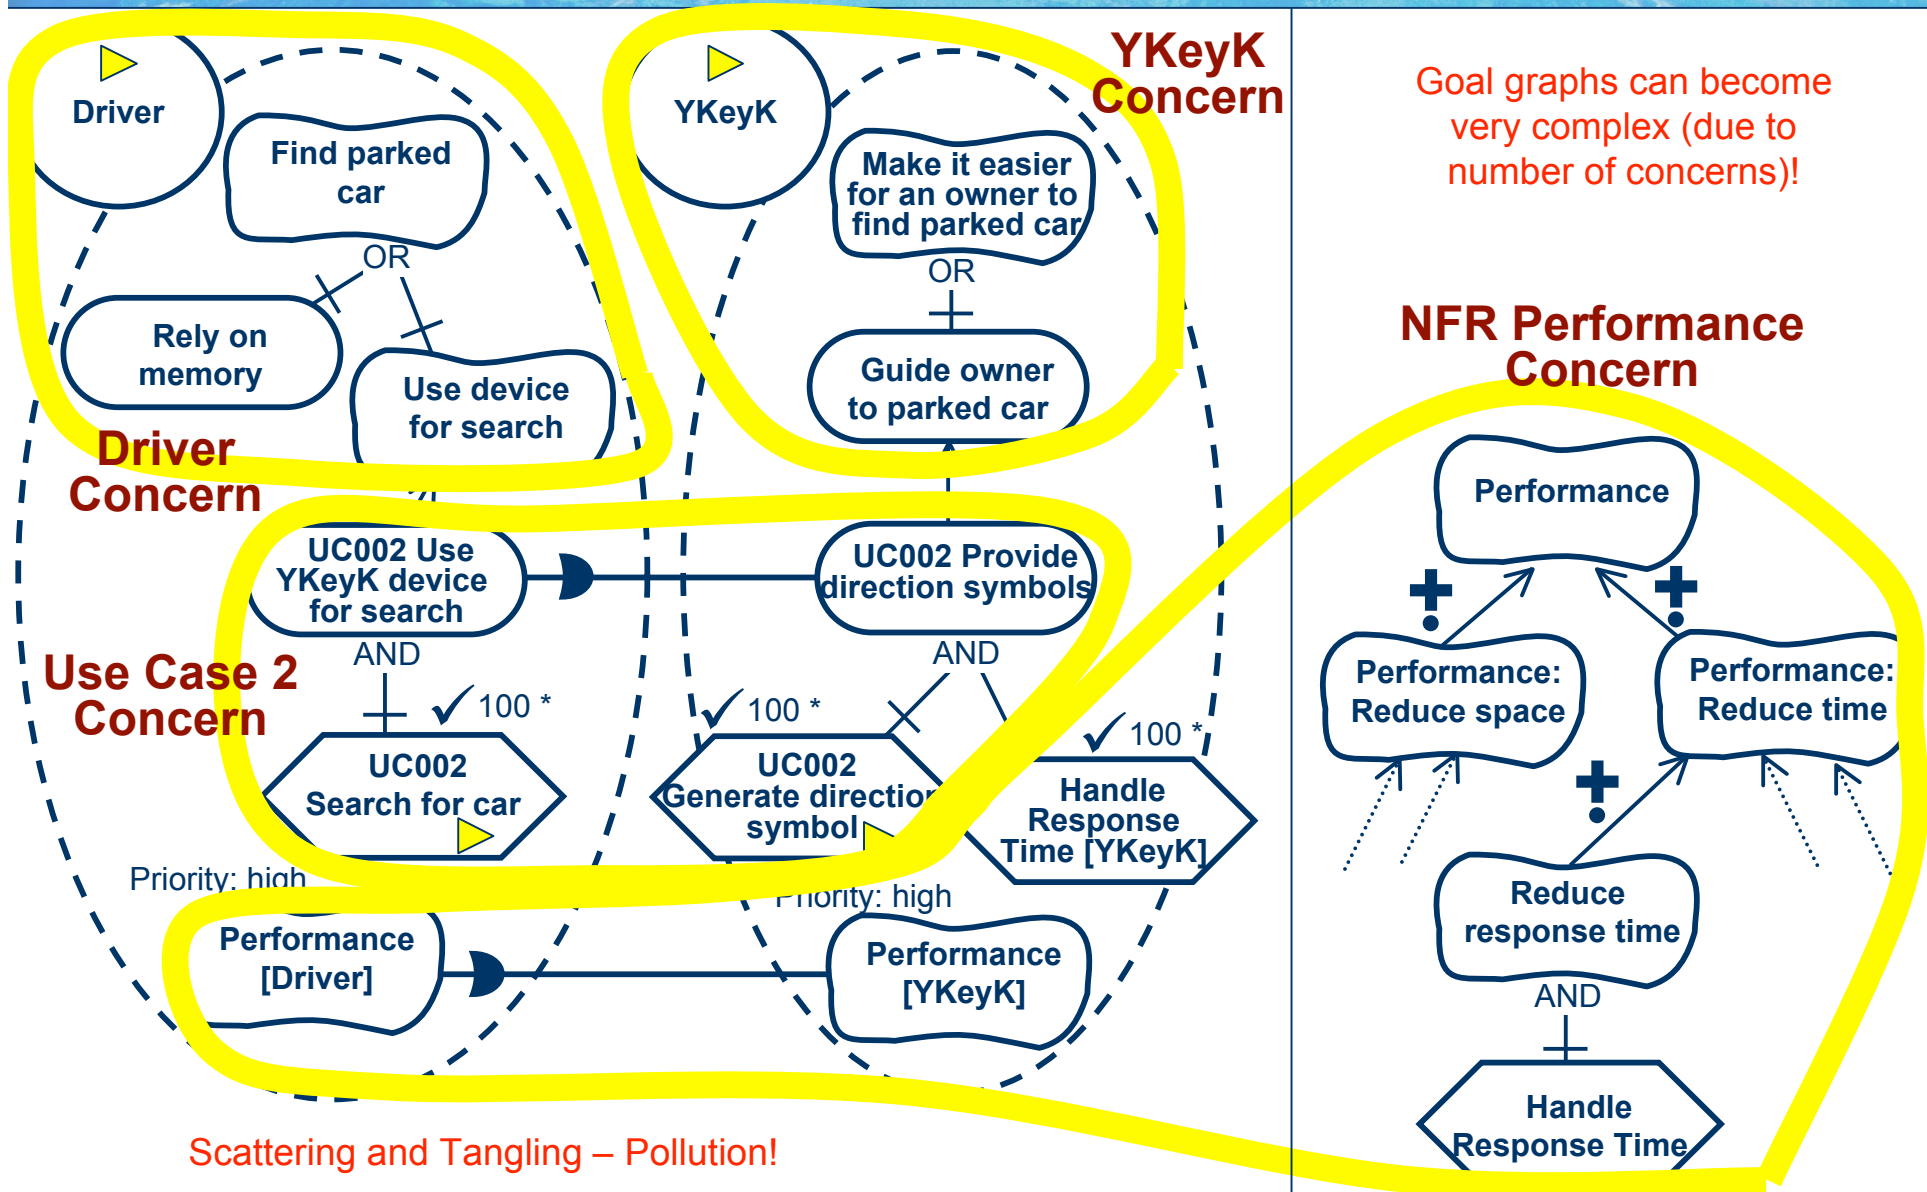 Driver
Find parked
car
OR
Rely on
memory
Use device
for search
Driver
Concern
YKeyK
YKeyK
Concern
Make it easier
for an owner to
find parked car
OR
Guide owner
to parked car
Goal graphs can become
very complex (due to
number of concerns)!
NFR Performance
Concern
UC002 Use
YKeyK device
for search
AND
100 *
UC002
Search for car
Use Case 2
Concern
UC002 Provide
direction symbols
AND
100 *
UC002
Generate direction
symbol
100 *
Handle
Response
Time [YKeyK]
Priority: high
Performance
[Driver]
Priority: high
Performance
[YKeyK]
Performance
Performance:
Reduce space
Performance:
Reduce time
Reduce
response time
AND
Handle
Response Time
Scattering and Tangling – Pollution!